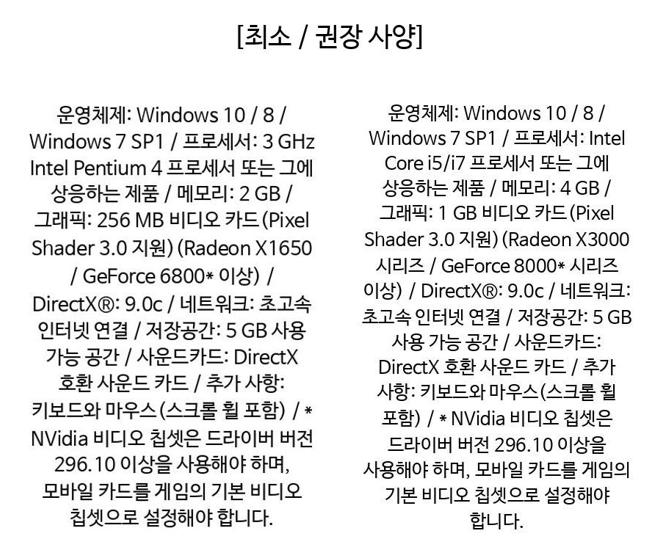 [최소 / 권장 사양]
운영체제: Windows 10 / 8 /
Windows 7 SP1 / 프로세서: 3 GHz
Intel Pentium 4 프로세서 또는 그에
상응하는 제품 / 메모리: 2 GB /
그래픽: 256 MB 비디오 카드(Pixel
Shader 3.0 지원) (Radeon X1650
/ GeForce 6800* 이상) /
DirectX®: 9.0c / 네트워크: 초고속
인터넷 연결 / 저장공간: 5 GB 사용
가능 공간 / 사운드카드: DirectX
호환 사운드 카드 / 추가 사항:
키보드와 마우스(스크롤 휠 포함) / *
NVidia 비디오 칩셋은 드라이버 버전
296.10 이상을 사용해야 하며,
모바일 카드를 게임의 기본 비디오
칩셋으로 설정해야 합니다.
운영체제: Windows 10 / 8 /
Windows 7 SP1 / 프로세서: Intel
Core i5/i7 프로세서 또는 그에
상응하는 제품 / 메모리: 4 GB /
그래픽: 1 GB 비디오 카드(Pixel
Shader 3.0 지원) (Radeon X3000
시리즈 / GeForce 8000* 시리즈
이상) / DirectX®: 9.0c / 네트워크:
초고속 인터넷 연결 / 저장공간: 5 GB
사용 가능 공간 / 사운드카드:
DirectX 호환 사운드 카드 / 추가
사항: 키보드와 마우스(스크롤 휠
포함) / * NVidia 비디오 칩셋은
드라이버 버전 296.10 이상을
사용해야 하며, 모바일 카드를 게임의
기본 비디오 칩셋으로 설정해야
합니다.